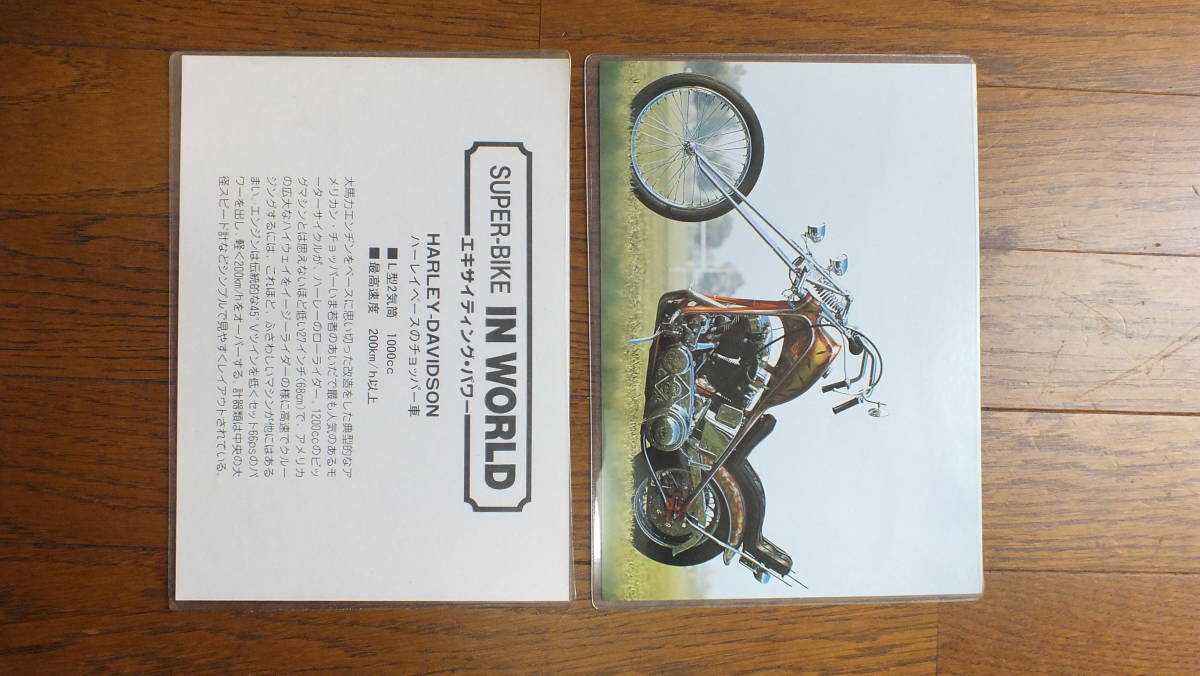 SUPER-BIKE IN WORLD
エキサイティング・パワー
HARLEY-DAVIDSON
ハーレイベースのチョッパー車
■L型2気筒 1000cc
■最高速度 200km/h以上
大馬力エンヂンをベースに思い切った改造をした典型的なア
メリカン・チョッパーいま若者のあいだで最も人気のあるモ
ーターサイクルが、ハーレーのローライダー。1200ccのビッ
グマシンとは思えないほど低い27インチ(68cm)で、アメリカ
の広大なハイウェイをイージーライダーの様に高速でクルー
ジングするには、これほど、ふさわしいマシンが他にはある
まい。エンジンは伝統的な45°Vツインを低くセット66psのパ
ワーを出し、軽く200km/hをオーバーする。計器類は中央の大
径スピード計などシンプルで見やすくレイアウトされている。